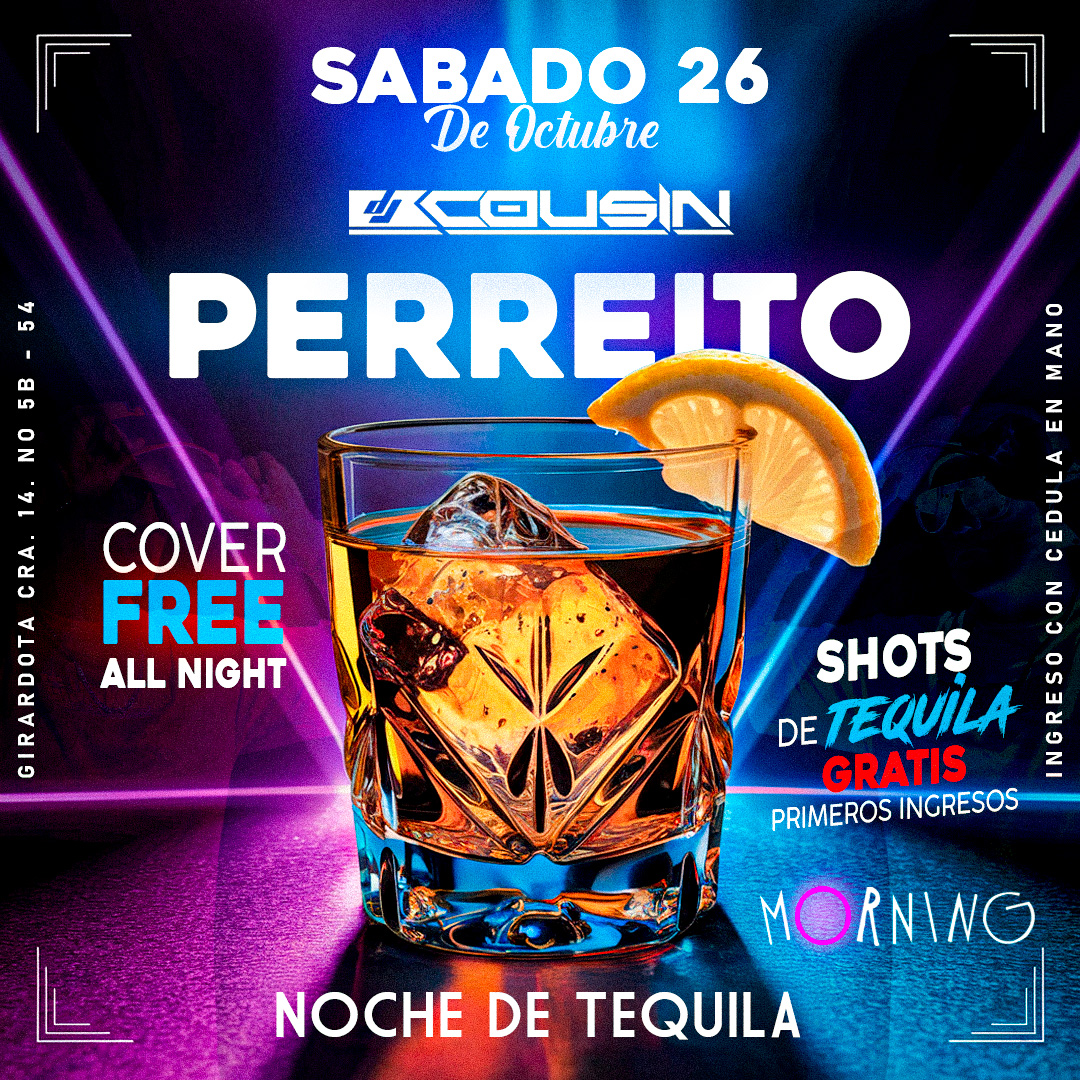 SABADO 26
De Octubre
dj COUSIN
PERREITO
GIRARDOTA CRA. 14. NO 5B - 54
INGRESO CON CEDULA EN MANO
COVER
FREE
ALL NIGHT
SHOTS
DE TEQUILA
GRATIS
PRIMEROS INGRESOS
MORNING
NOCHE DE TEQUILA